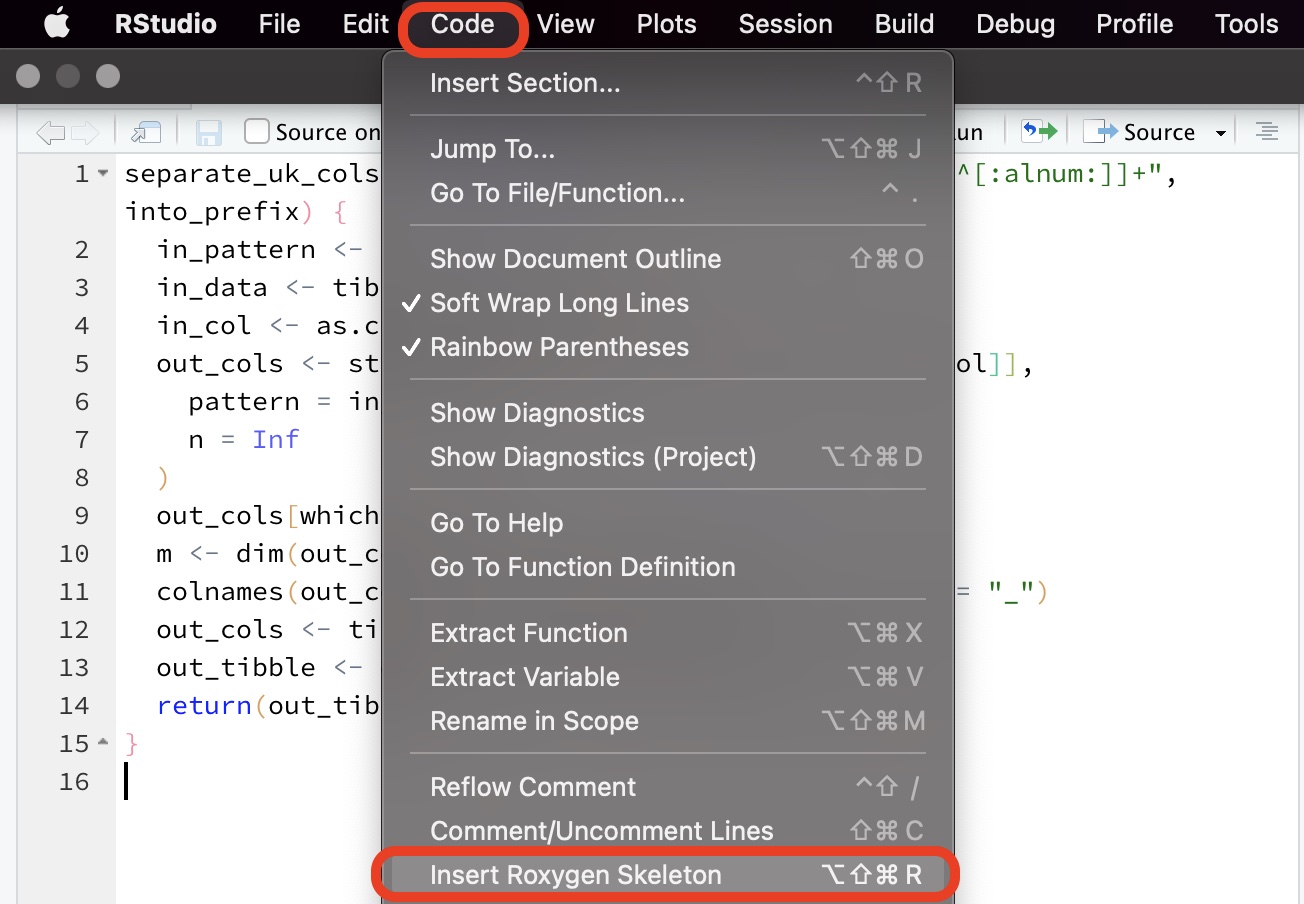 RStudio File Edit Code View Plots Session Build Debug Profile Tools
Insert Section... ^⇧ R
Source on Source
Jump To... ⌥⇧⌘ J
1 separate_uk_cols ^[:alnum:]]+",
Go To File/Function... ^ .
into_prefix) {
2 in_pattern <-
Show Document Outline ⇧⌘ O
3 in_data <- tib
✓ Soft Wrap Long Lines
4 in_col <- as.c
✓ Rainbow Parentheses
5 out_cols <- st ol]],
6 pattern = in
Show Diagnostics
7 n = Inf
Show Diagnostics (Project) ⌥⇧⌘ D
8 )
9 out_cols[which
Go To Help
10 m <- dim(out_c
Go To Function Definition
11 colnames(out_c = "_")
12 out_cols <- ti
Extract Function ⌥⌘ X
13 out_tibble <-
Extract Variable ⌥⌘ V
14 return(out_tib
Rename in Scope ⌥⇧⌘ M
15 }
16
Reflow Comment ^⇧ /
Comment/Uncomment Lines ⇧⌘ C
Insert Roxygen Skeleton ⌥⇧⌘ R